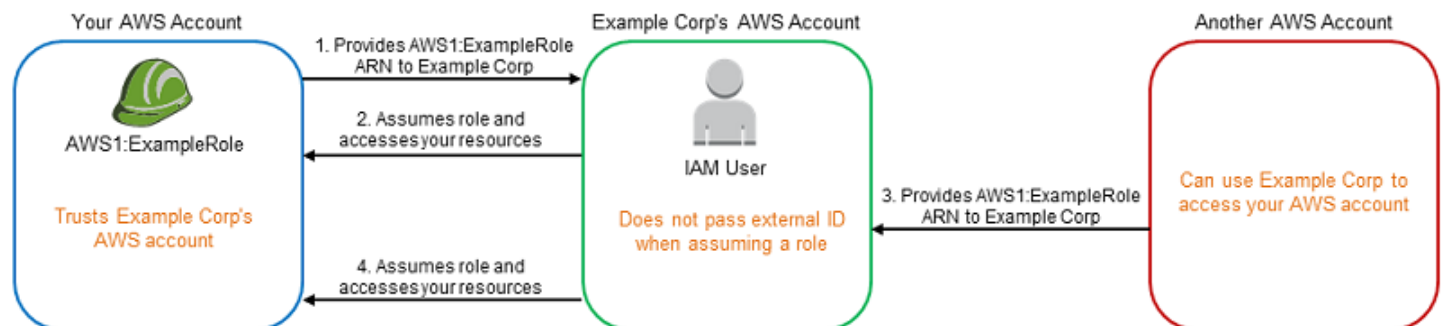 Your AWS Account
Example Corp's AWS Account
Another AWS Account
1. Provides AWS1:ExampleRole
ARN to Example Corp
2. Assumes role and
accesses your resources
AWS1:ExampleRole
IAM User
Trusts Example Corp's
AWS account
Does not pass external ID
when assuming a role
3. Provides AWS1:ExampleRole
ARN to Example Corp
Can use Example Corp to
access your AWS account
4. Assumes role and
accesses your resources